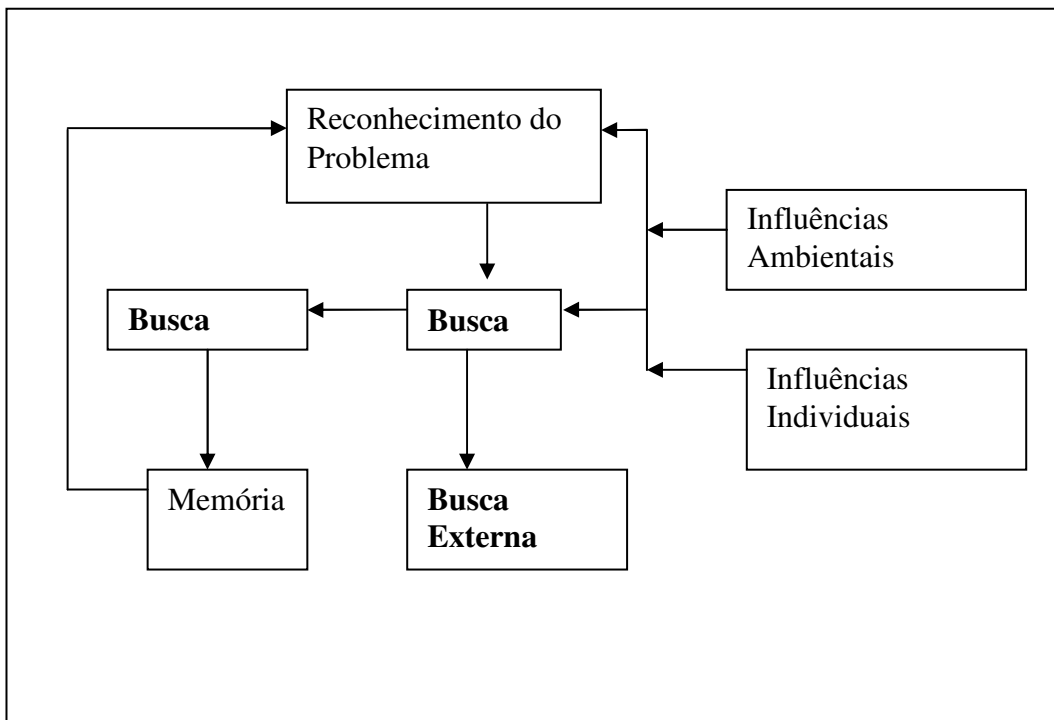 Reconhecimento do
Problema
Influências
Ambientais
Busca
Busca
Influências
Individuais
Memória
Busca
Externa